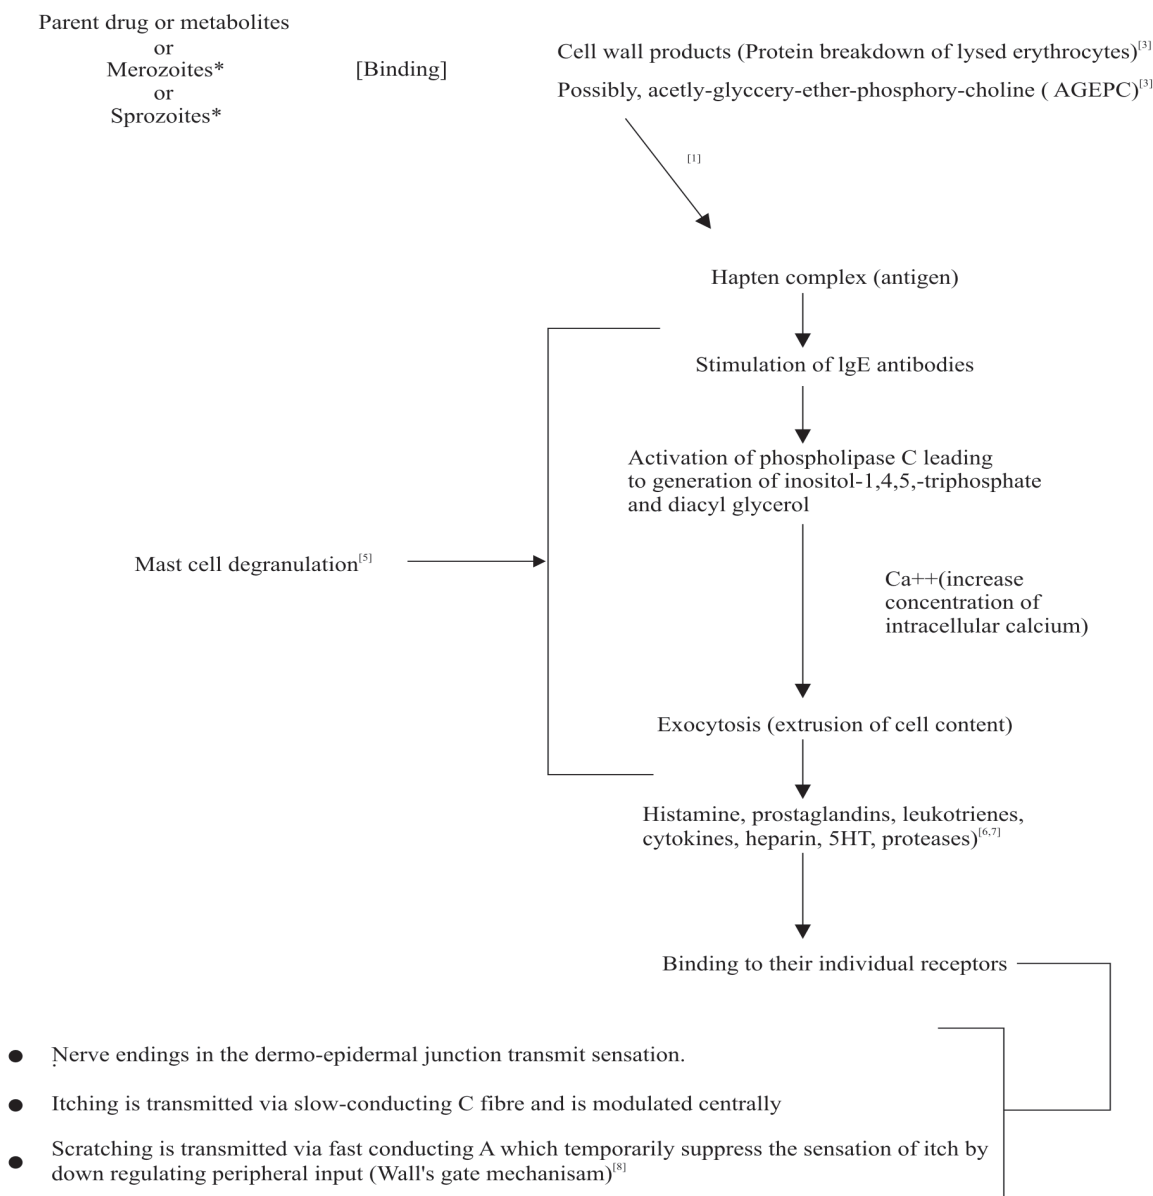 Parent drug or metabolites
or
Merozoites*
or
Sprozoites*
[Binding]
Cell wall products (Protein breakdown of lysed erythrocytes)[3]
Possibly, acetly-glyccery-ether-phosphory-choline ( AGEPC)[3]
[1]
Hapten complex (antigen)
Stimulation of lgE antibodies
Activation of phospholipase C leading
to generation of inositol-1,4,5,-triphosphate
and diacyl glycerol
Mast cell degranulation[5]
Ca++(increase
concentration of
intracellular calcium)
Exocytosis (extrusion of cell content)
Histamine, prostaglandins, leukotrienes,
cytokines, heparin, 5HT, proteases)[6,7]
Binding to their individual receptors
● Nerve endings in the dermo-epidermal junction transmit sensation.
● Itching is transmitted via slow-conducting C fibre and is modulated centrally
● Scratching is transmitted via fast conducting A which temporarily suppress the sensation of itch by
down regulating peripheral input (Wall's gate mechanisam)[8]